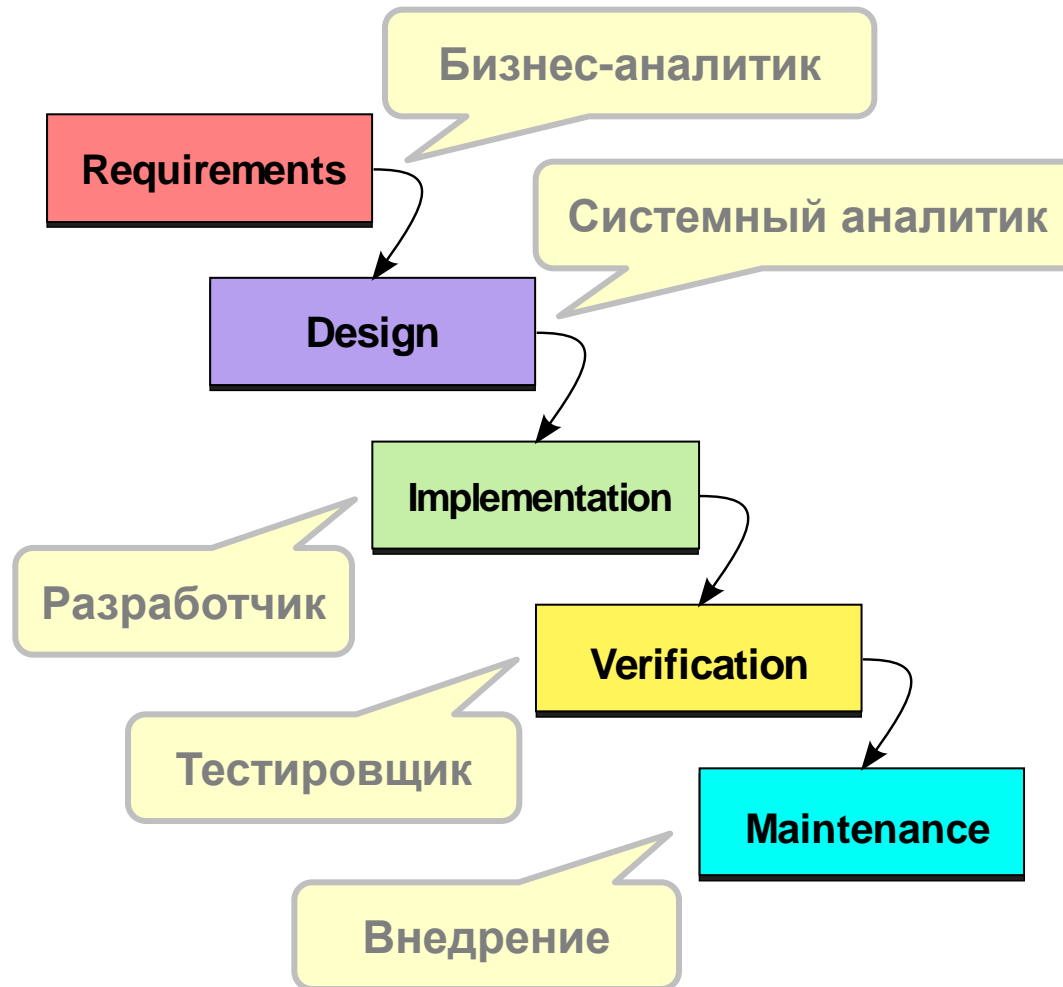 Бизнес-аналитик
Requirements
Системный аналитик
Design
Implementation
Разработчик
Verification
Тестировщик
Maintenance
Внедрение